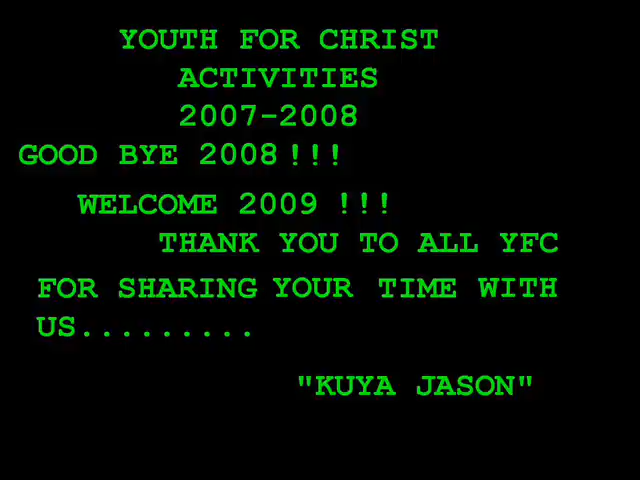 YOUTH FOR CHRIST
ACTIVITIES
2007-2008
GOOD BYE 2008 !!!
WELCOME 2009 !!!
THANK YOU TO ALL YFC
FOR SHARING YOUR TIME WITH
US.........
"KUYA JASON"